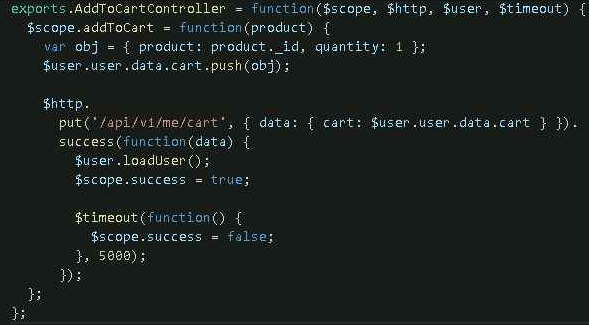 exports.AddToCartController = function($scope, $http, $user, $timeout) {
  $scope.addToCart = function(product) {
    var obj = { product: product._id, quantity: 1 };
    $user.user.data.cart.push(obj);

    $http.
      put('/api/v1/me/cart', { data: { cart: $user.user.data.cart } }).
      success(function(data) {
        $user.loadUser();
        $scope.success = true;

        $timeout(function() {
          $scope.success = false;
        }, 5000);
      });
  };
};